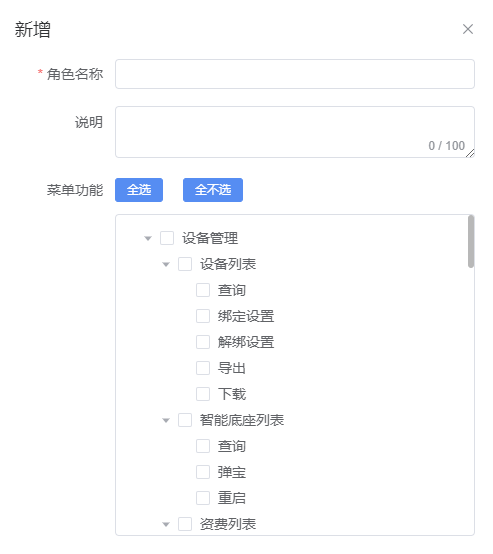 新增
* 角色名称
说明
0 / 100
菜单功能 全选 全不选
设备管理
设备列表
查询
绑定设置
解绑设置
导出
下载
智能底座列表
查询
弹宝
重启
资费列表